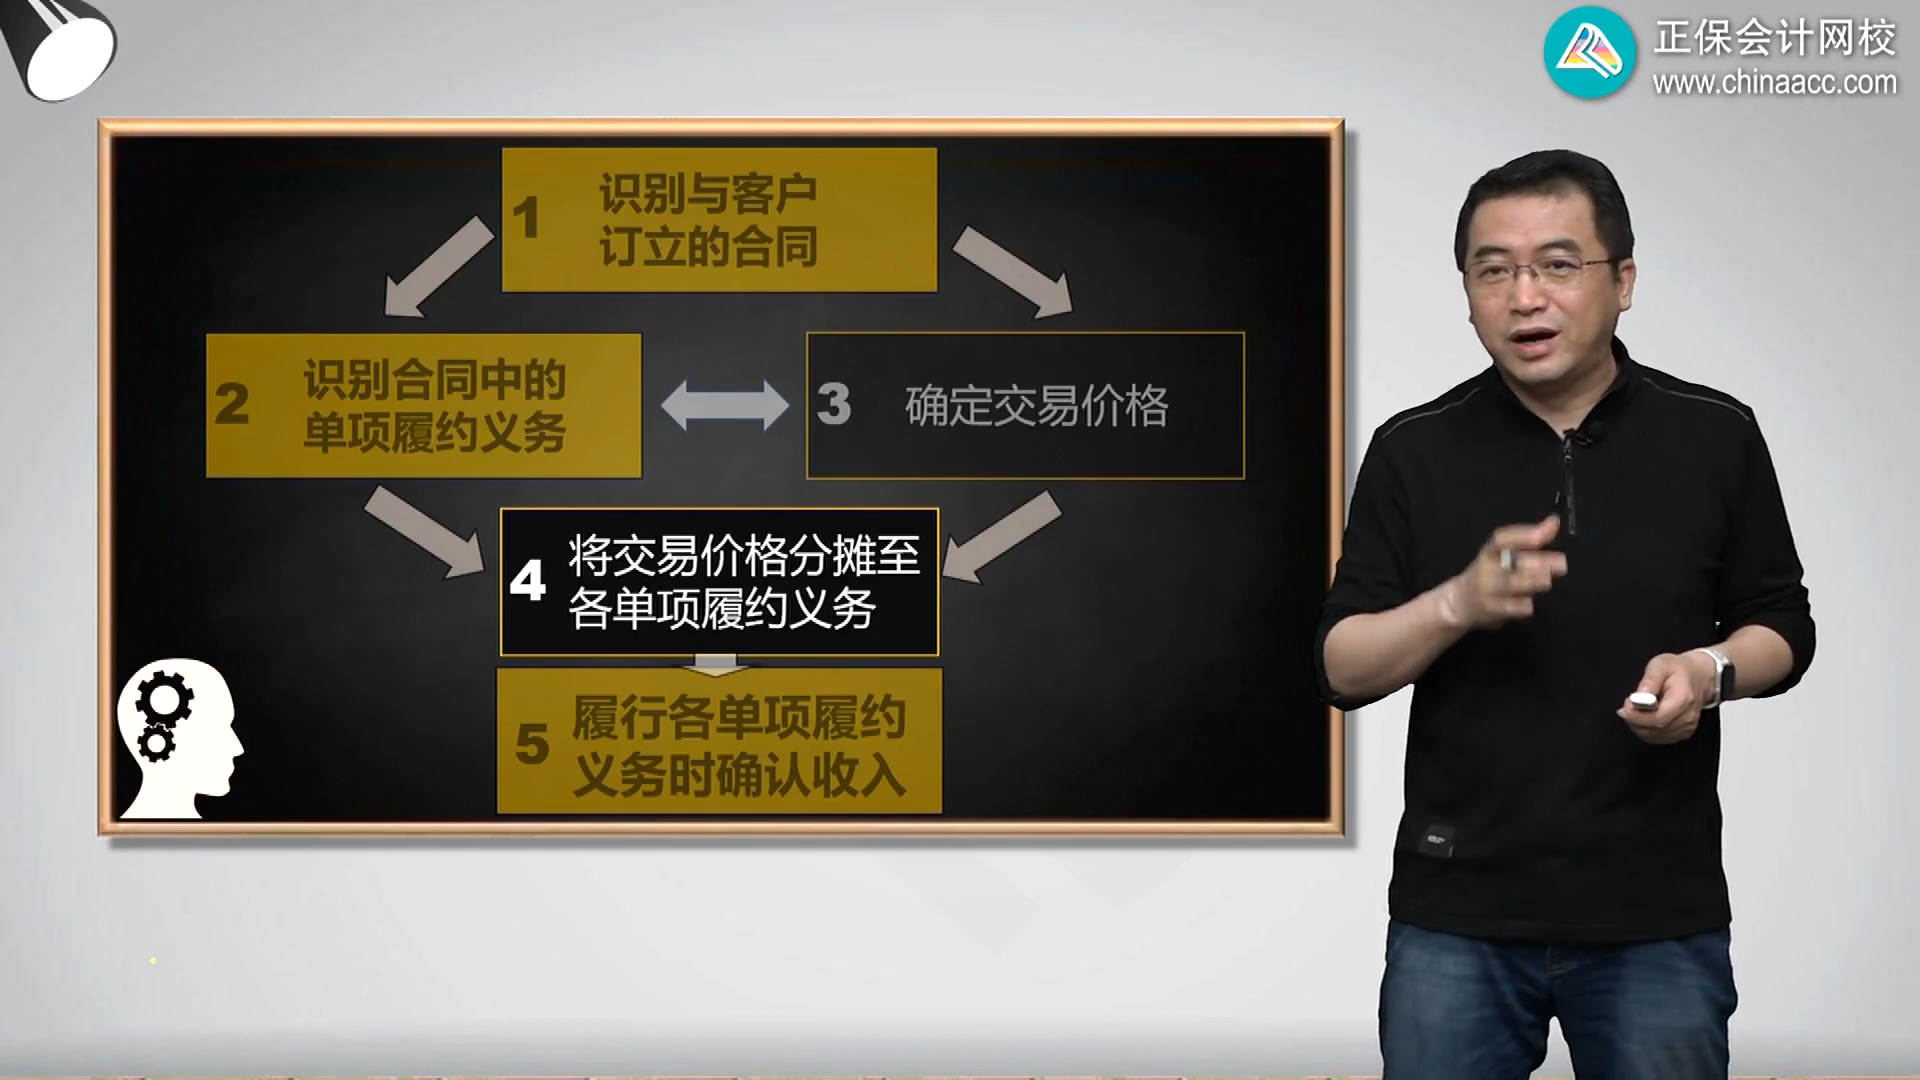 正保会计网校
www.chinaacc.com
1
识别与客户
订立的合同
2
识别合同中的
单项履约义务
3
确定交易价格
4
将交易价格分摊至
各单项履约义务
5
履行各单项履约
义务时确认收入